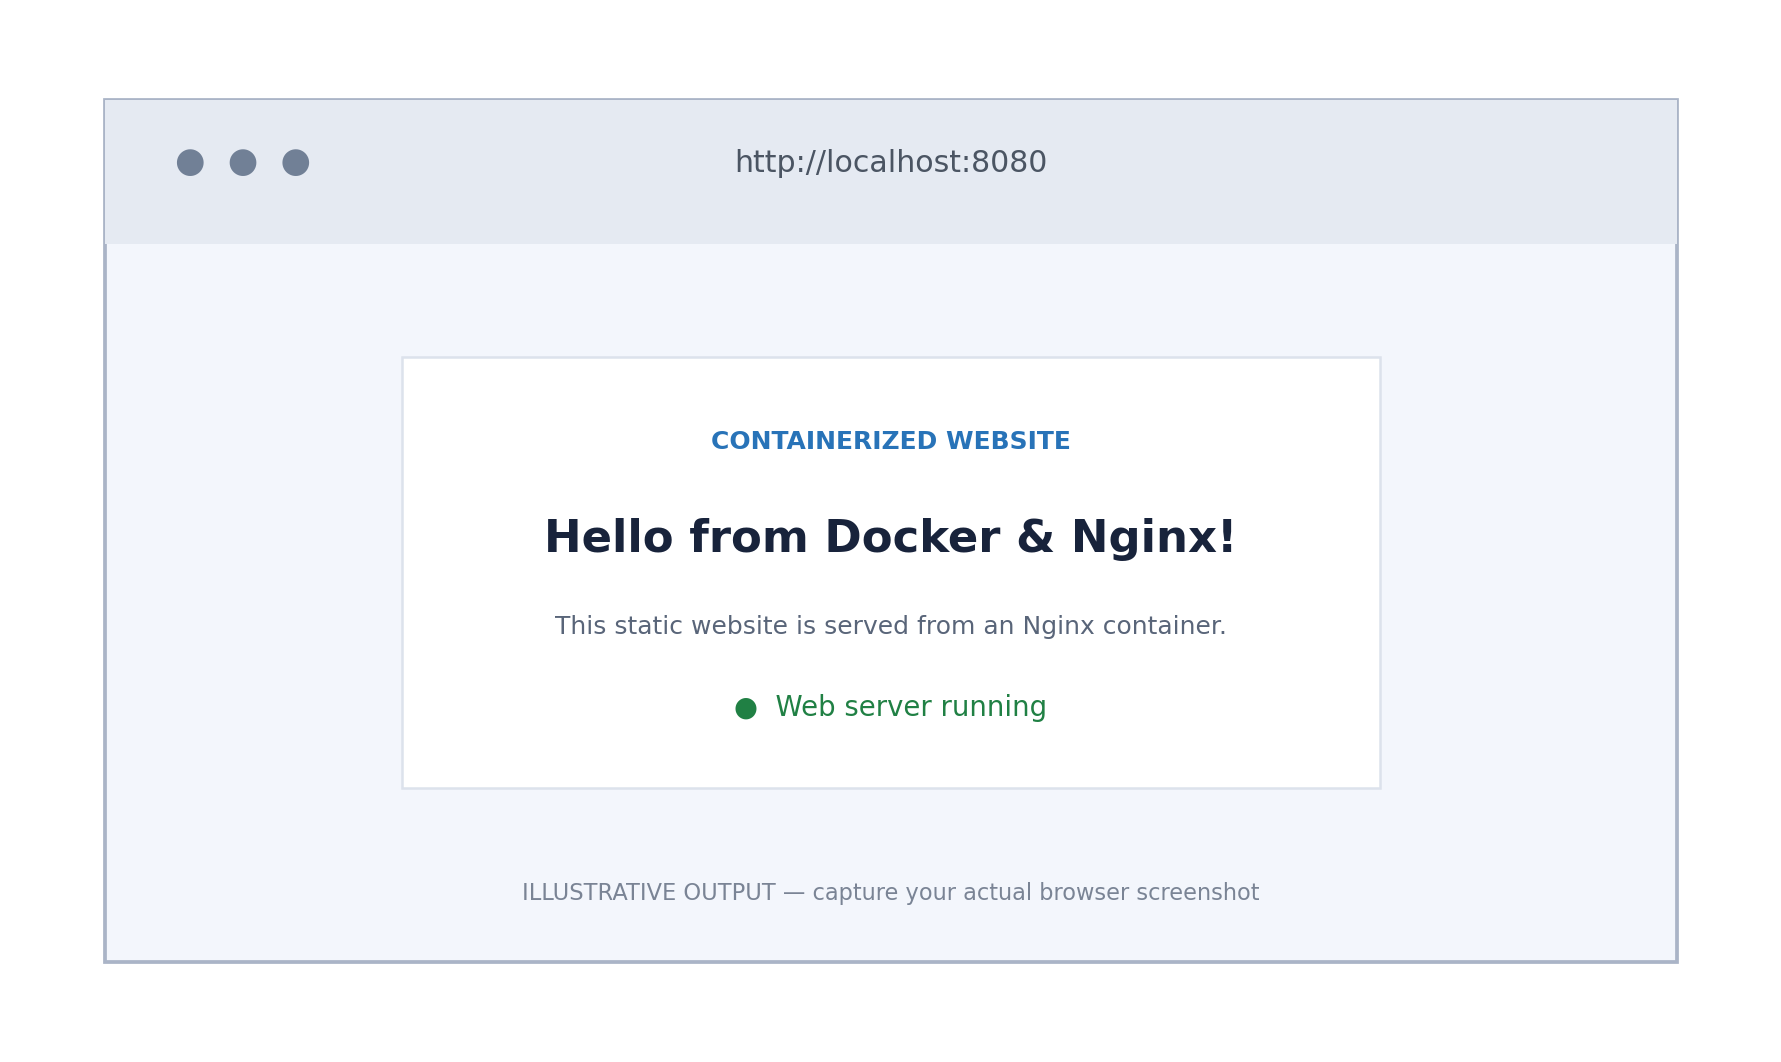 http://localhost:8080
CONTAINERIZED WEBSITE
Hello from Docker & Nginx!
This static website is served from an Nginx container.
● Web server running
ILLUSTRATIVE OUTPUT — capture your actual browser screenshot